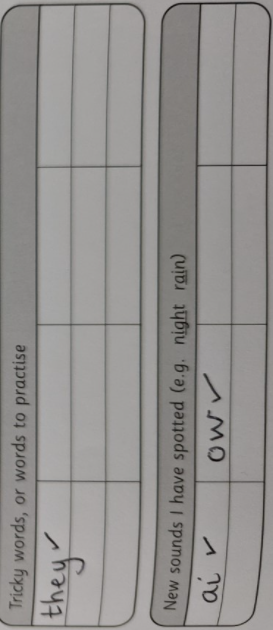 Tricky words, or words to practise
they ✓
New sounds I have spotted (e.g. night rain)
ai ✓ ow ✓